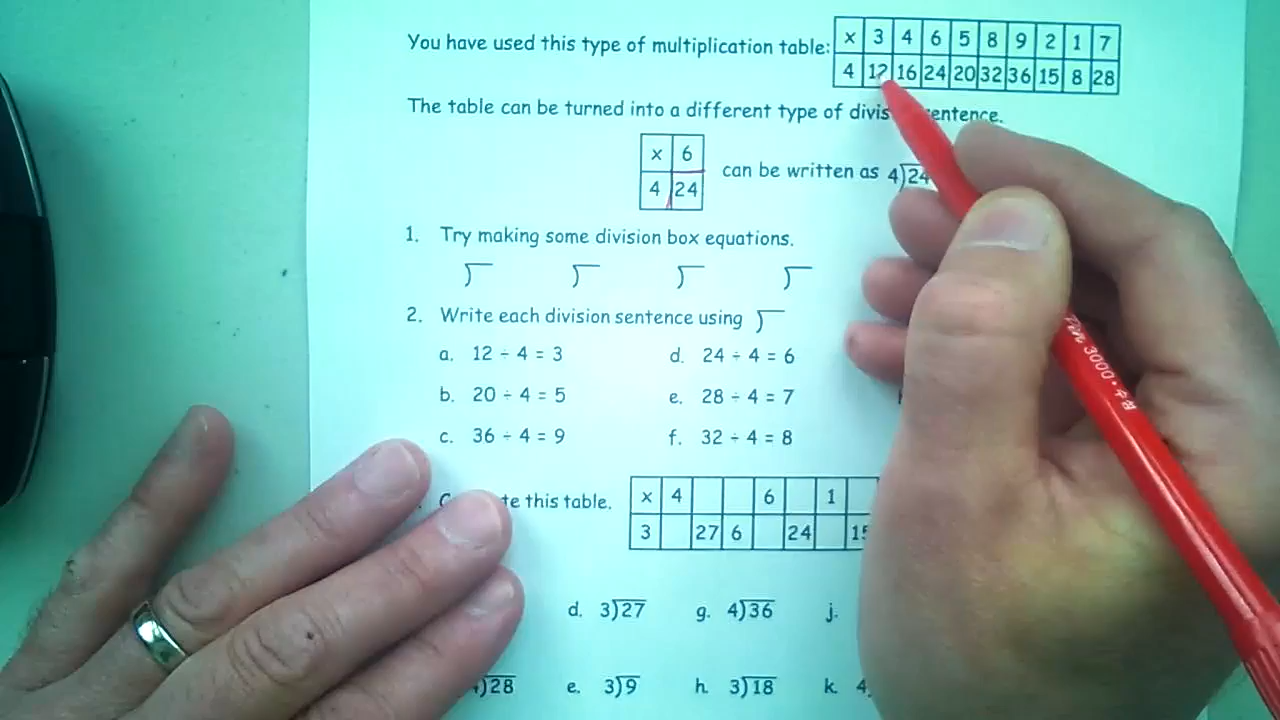 You have used this type of multiplication table:
x 3 4 6 5 8 9 2 1 7
4 12 16 24 20 32 36 15 8 28
The table can be turned into a different type of
x 6
4 24
can be written as 4)24
1. Try making some division box equations.
2. Write each division sentence using
a. 12 ÷ 4 = 3 d. 24 ÷ 4 = 6
b. 20 ÷ 4 = 5 e. 28 ÷ 4 = 7
c. 36 ÷ 4 = 9 f. 32 ÷ 4 = 8
this table.
x 4 6 1
3 27 6 24
d. 3)27 g. 4)36 j.
)28 e. 3)9 h. 3)18 k. 4
Pen 3000